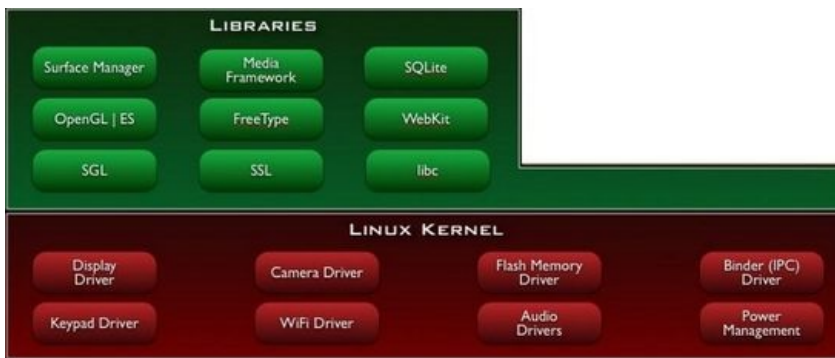 LIBRARIES
Surface Manager
Media
Framework
SQLite
OpenGL | ES
FreeType
WebKit
SGL
SSL
libc
LINUX KERNEL
Display
Driver
Camera Driver
Flash Memory
Driver
Binder (IPC)
Driver
Keypad Driver
WiFi Driver
Audio
Drivers
Power
Management